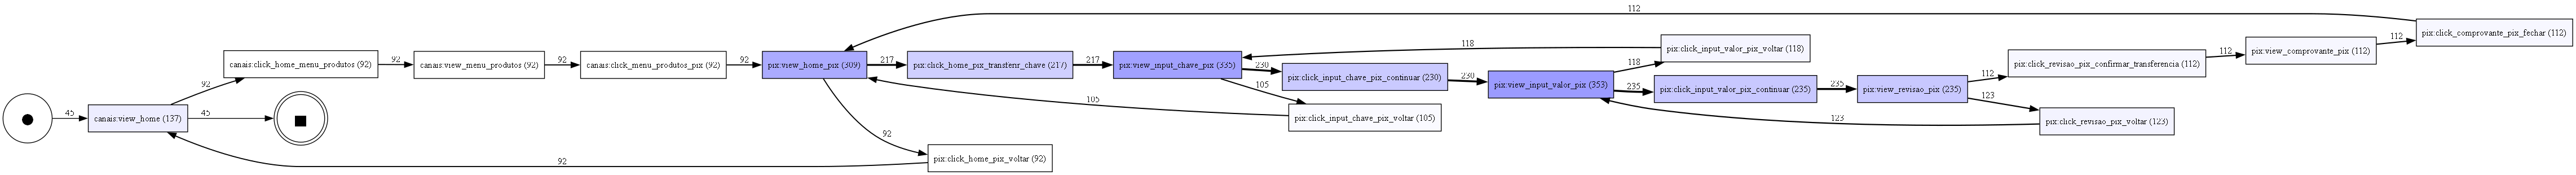 112
canais:click_home_menu_produtos (92)
92
canais:view_menu_produtos (92)
92
canais:click_menu_produtos_pix (92)
92
pix:view_home_pix (309)
217
pix:click_home_pix_transferir_chave (217)
217
pix:view_input_chave_pix (335)
118
230
pix:click_input_chave_pix_continuar (230)
230
pix:view_input_valor_pix (353)
118
pix:click_input_valor_pix_voltar (118)
235
pix:click_input_valor_pix_continuar (235)
235
pix:view_revisao_pix (235)
112
pix:click_revisao_pix_confirmar_transferencia (112)
112
pix:view_comprovante_pix (112)
112
pix:click_comprovante_pix_fechar (112)
45
canais:view_home (137)
92
45
105
105
pix:click_input_chave_pix_voltar (105)
123
123
pix:click_revisao_pix_voltar (123)
92
pix:click_home_pix_voltar (92)
92